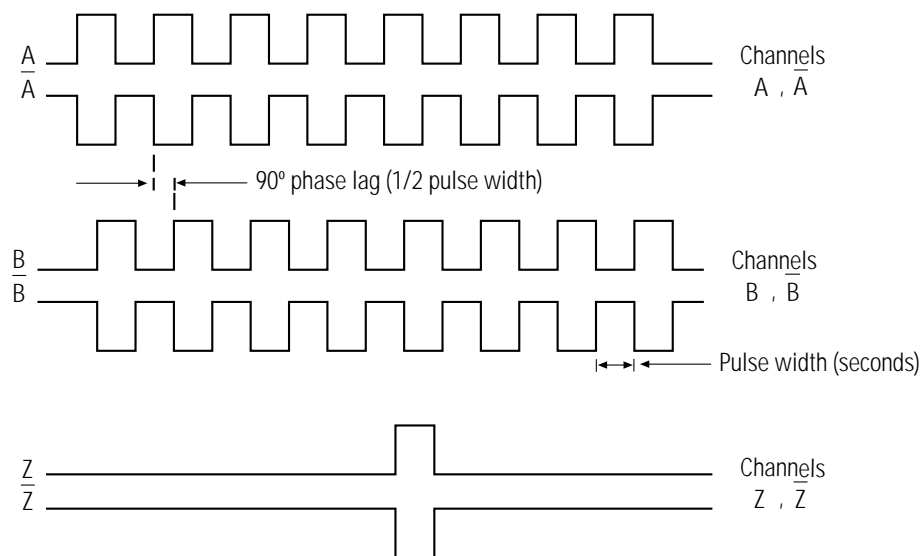 A
A̅
Channels
A , A̅
90º phase lag (1/2 pulse width)
B
B̅
Channels
B , B̅
Pulse width (seconds)
Z
Z̅
Channels
Z , Z̅